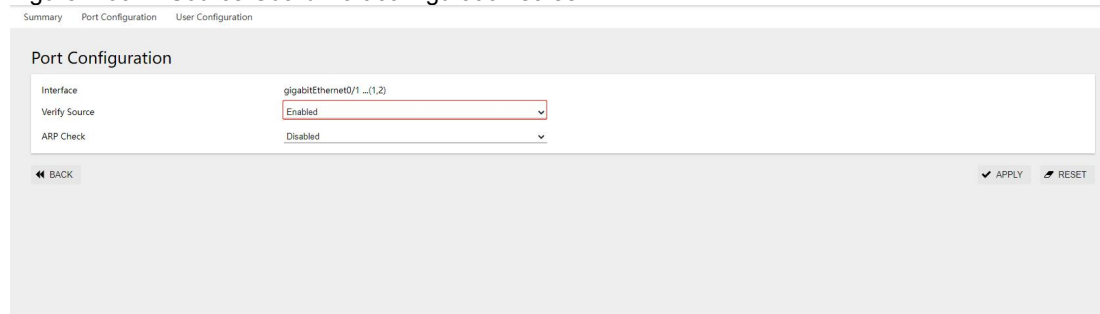 Summary Port Configuration User Configuration
Port Configuration
Interface gigabitEthernet0/1 ...(1,2)
Verify Source Enabled
ARP Check Disabled
BACK APPLY RESET